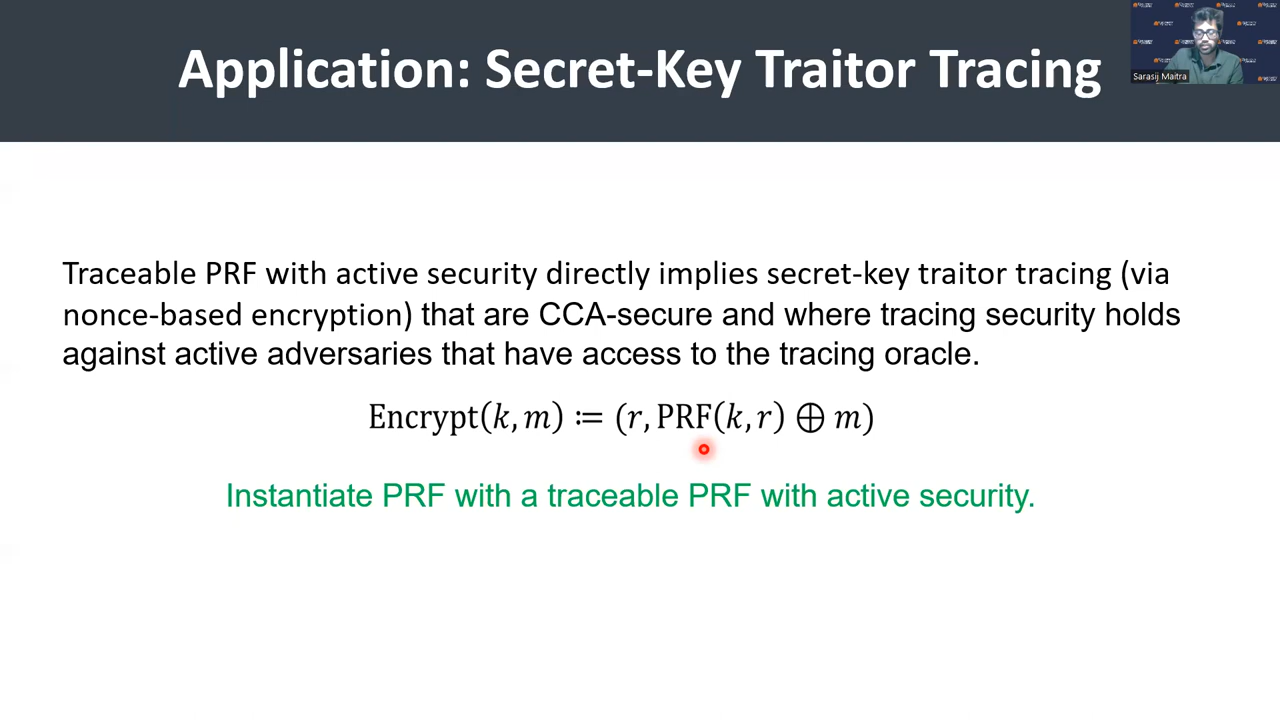 Application: Secret-Key Traitor Tracing
Sarasij Maitra
Traceable PRF with active security directly implies secret-key traitor tracing (via
nonce-based encryption) that are CCA-secure and where tracing security holds
against active adversaries that have access to the tracing oracle.
Encrypt(k, m) ≔ (r, PRF(k, r) ⊕ m)
Instantiate PRF with a traceable PRF with active security.